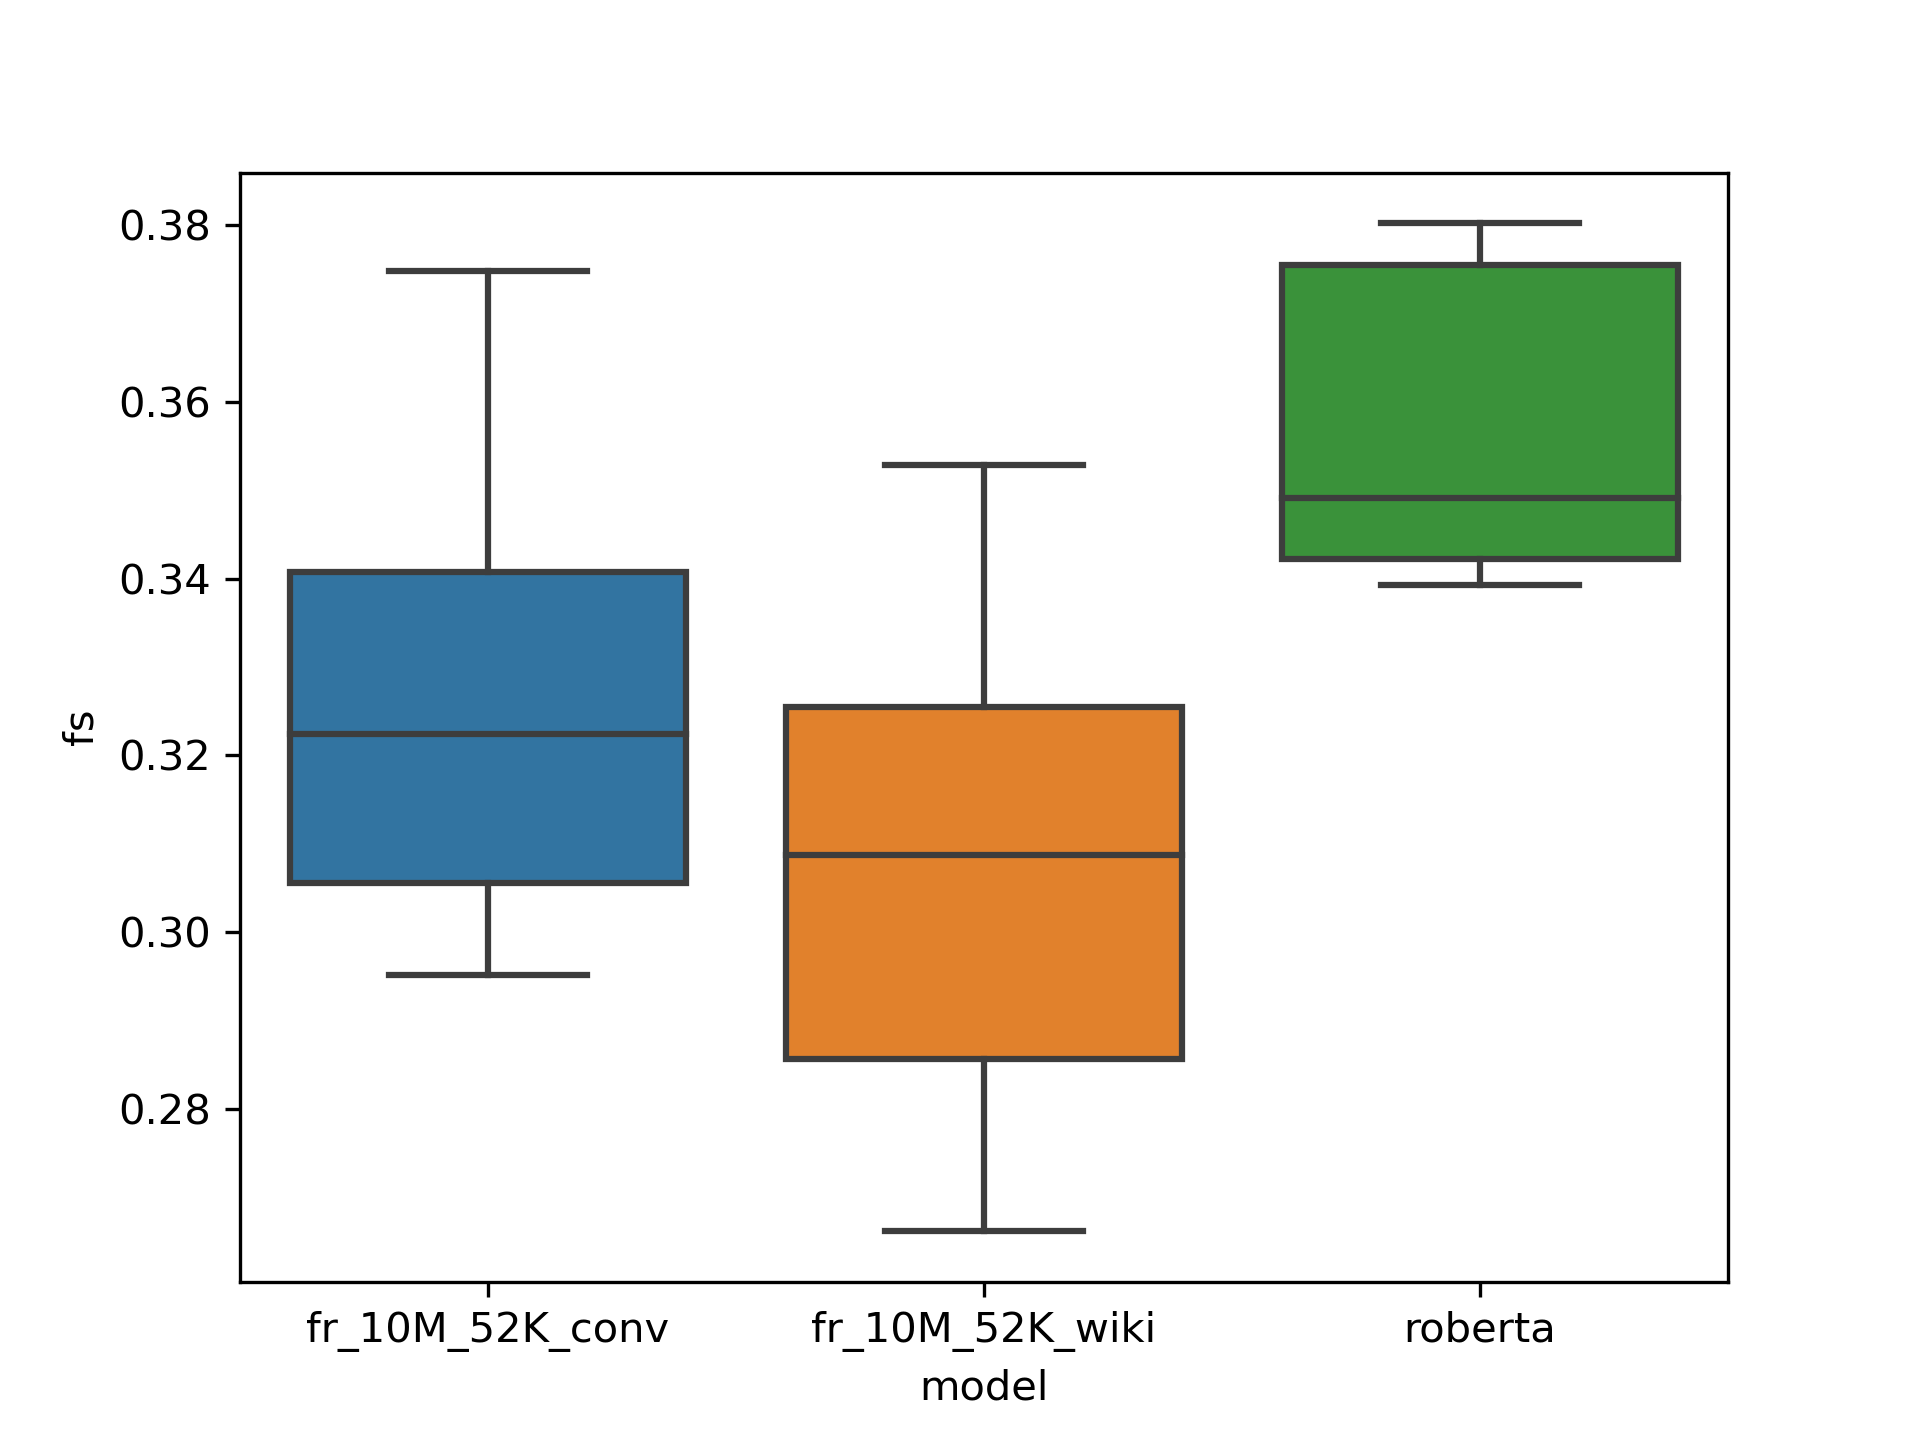 0.38
0.36
0.34
0.32
0.30
0.28
fs
fr_10M_52K_conv
fr_10M_52K_wiki
roberta
model